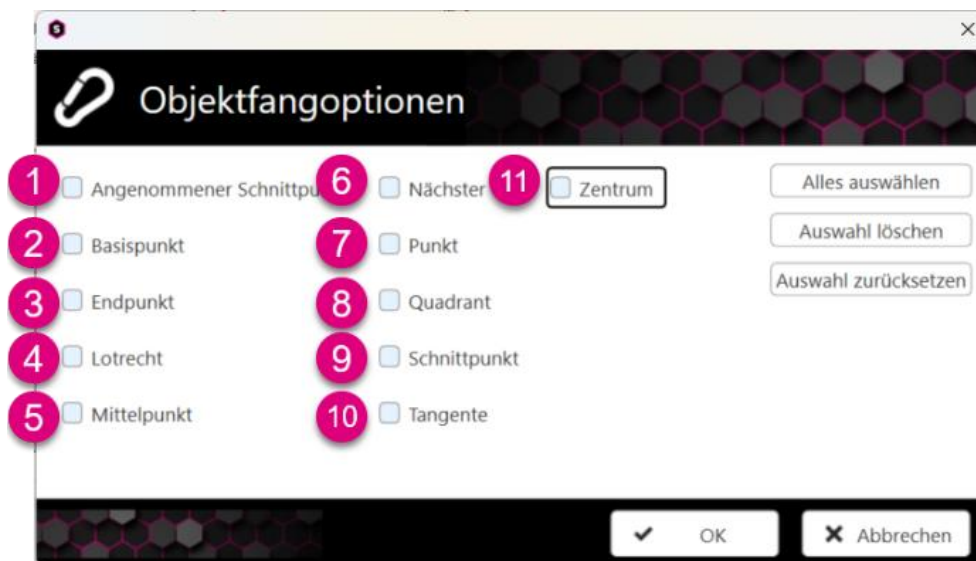 S
Objektfangoptionen
1 Angenommener Schnittpu
2 Basispunkt
3 Endpunkt
4 Lotrecht
5 Mittelpunkt
6 Nächster
7 Punkt
8 Quadrant
9 Schnittpunkt
10 Tangente
11 Zentrum
Alles auswählen
Auswahl löschen
Auswahl zurücksetzen
OK
Abbrechen